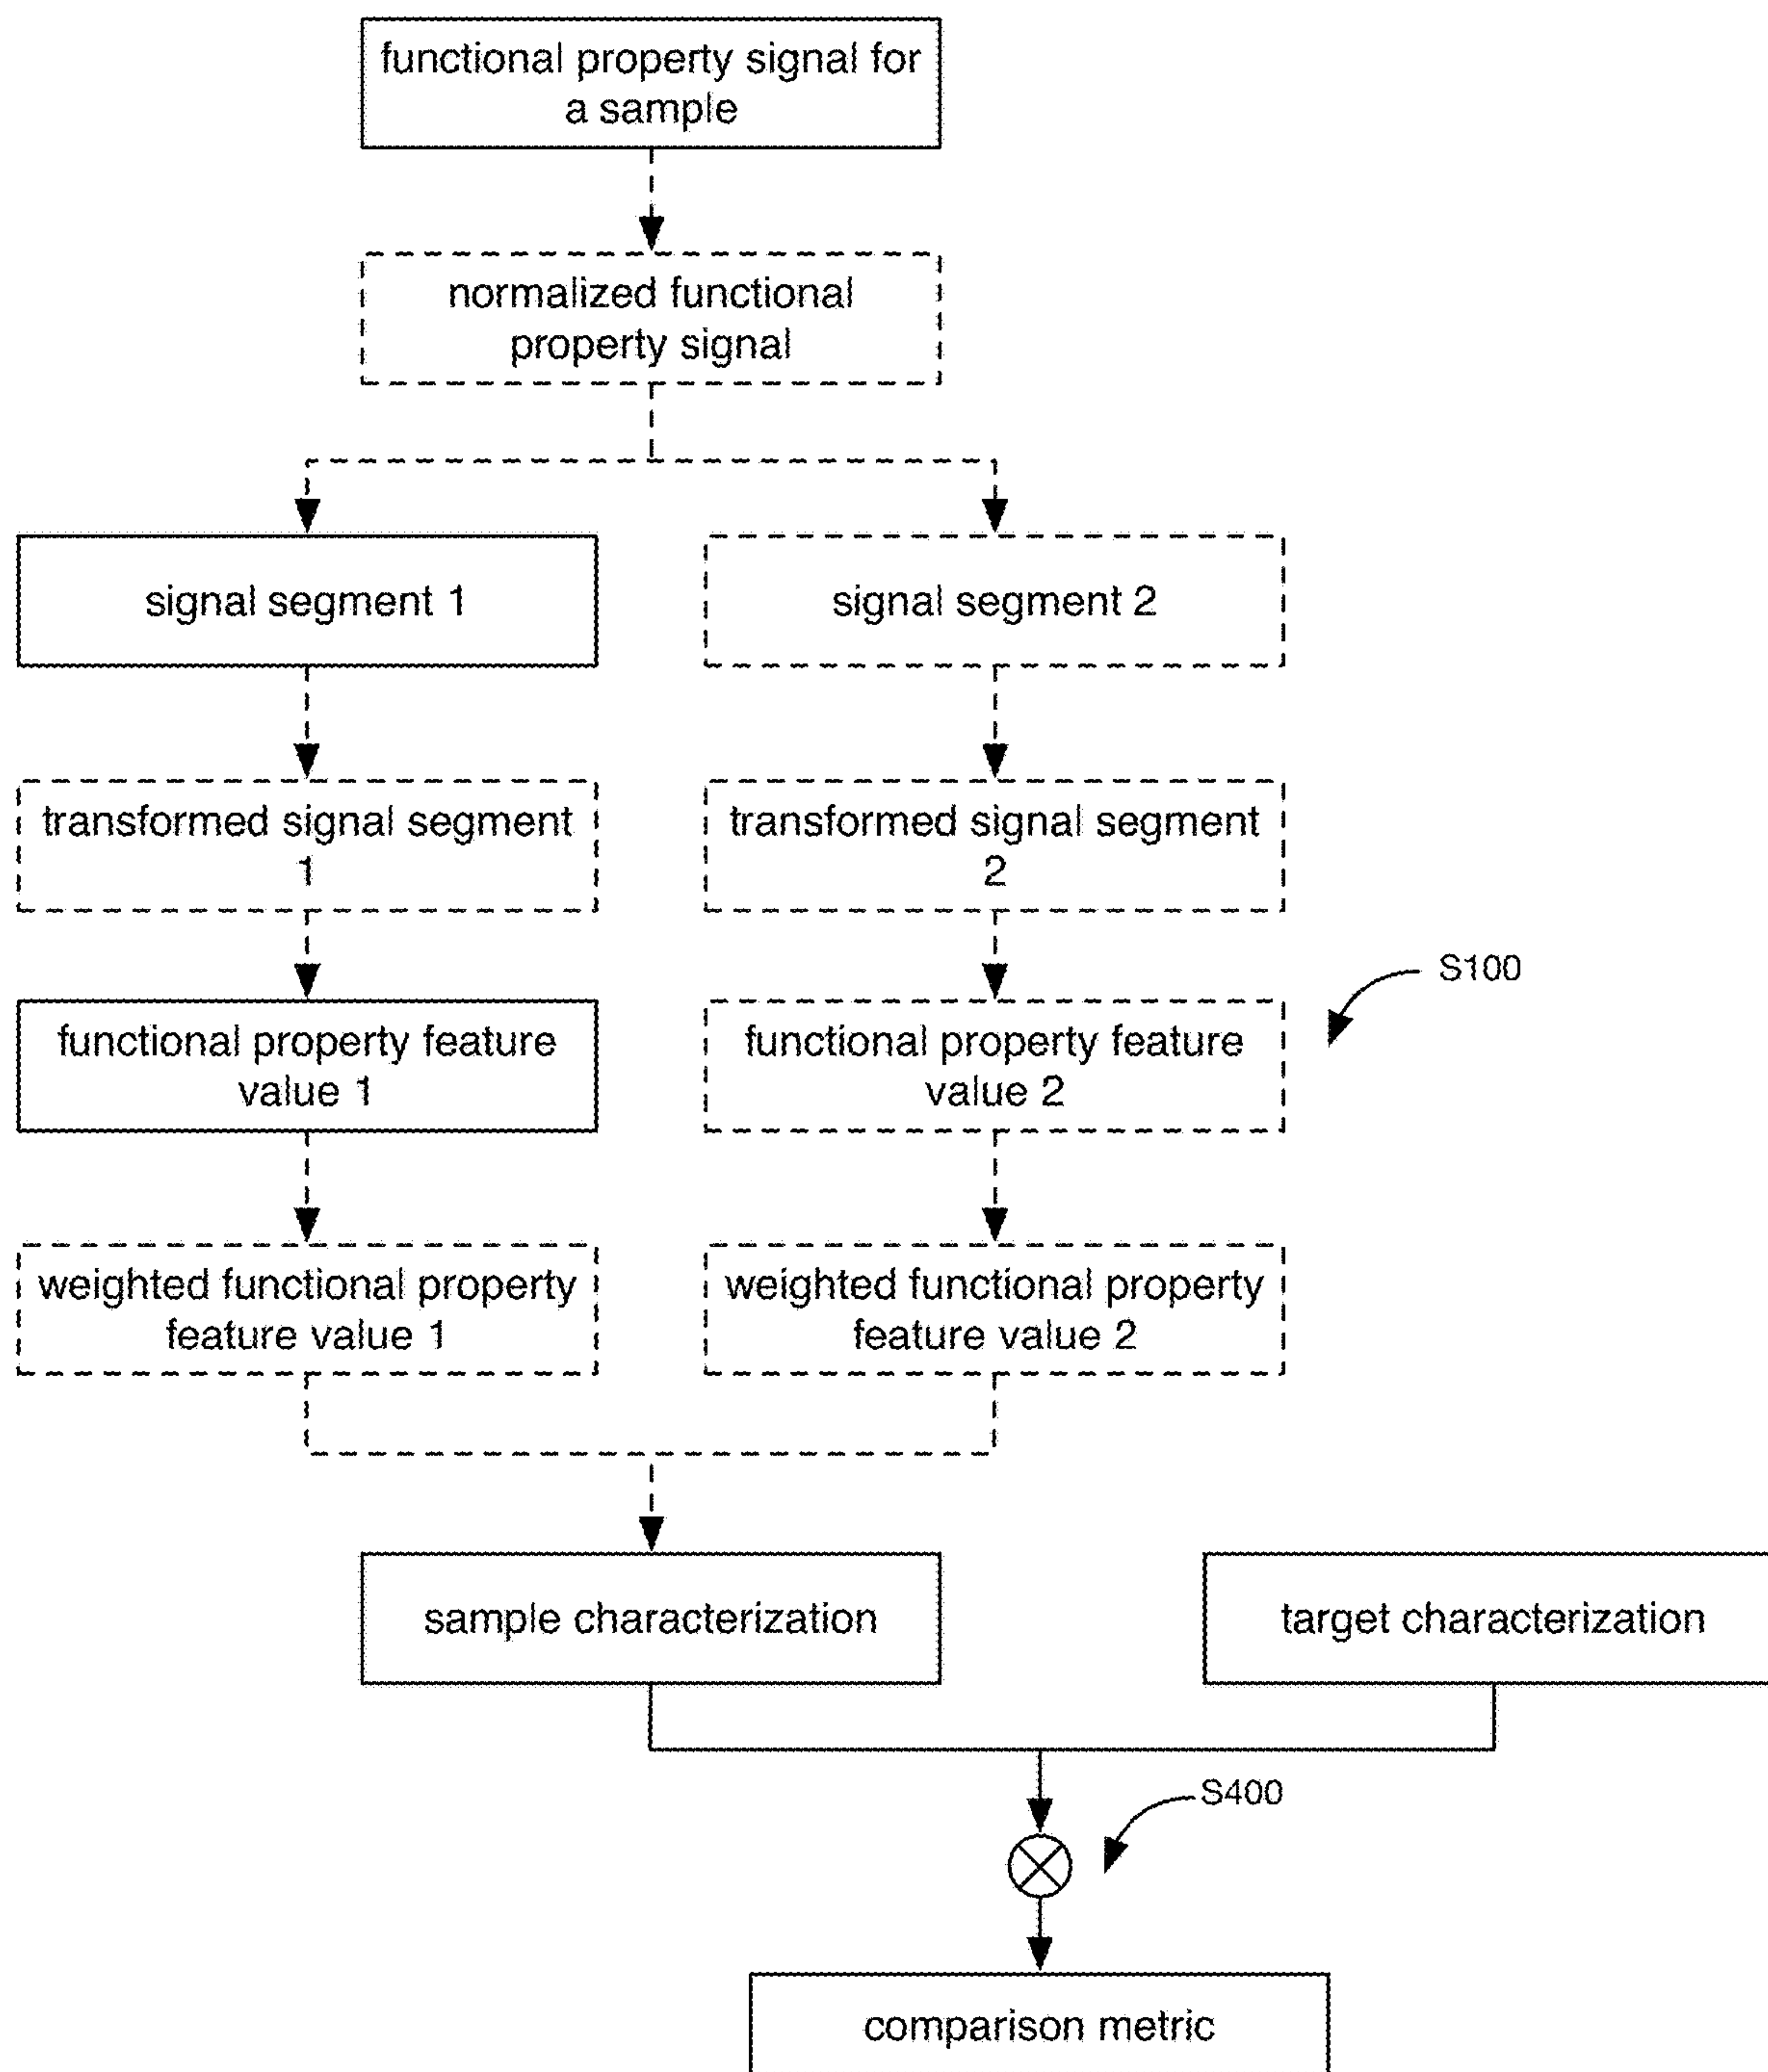 functional property signal for
a sample
normalized functional
property signal
signal segment 1
signal segment 2
transformed signal segment
1
transformed signal segment
2
S100
functional property feature
value 1
functional property feature
value 2
weighted functional property
feature value 1
weighted functional property
feature value 2
sample characterization
target characterization
S400
comparison metric